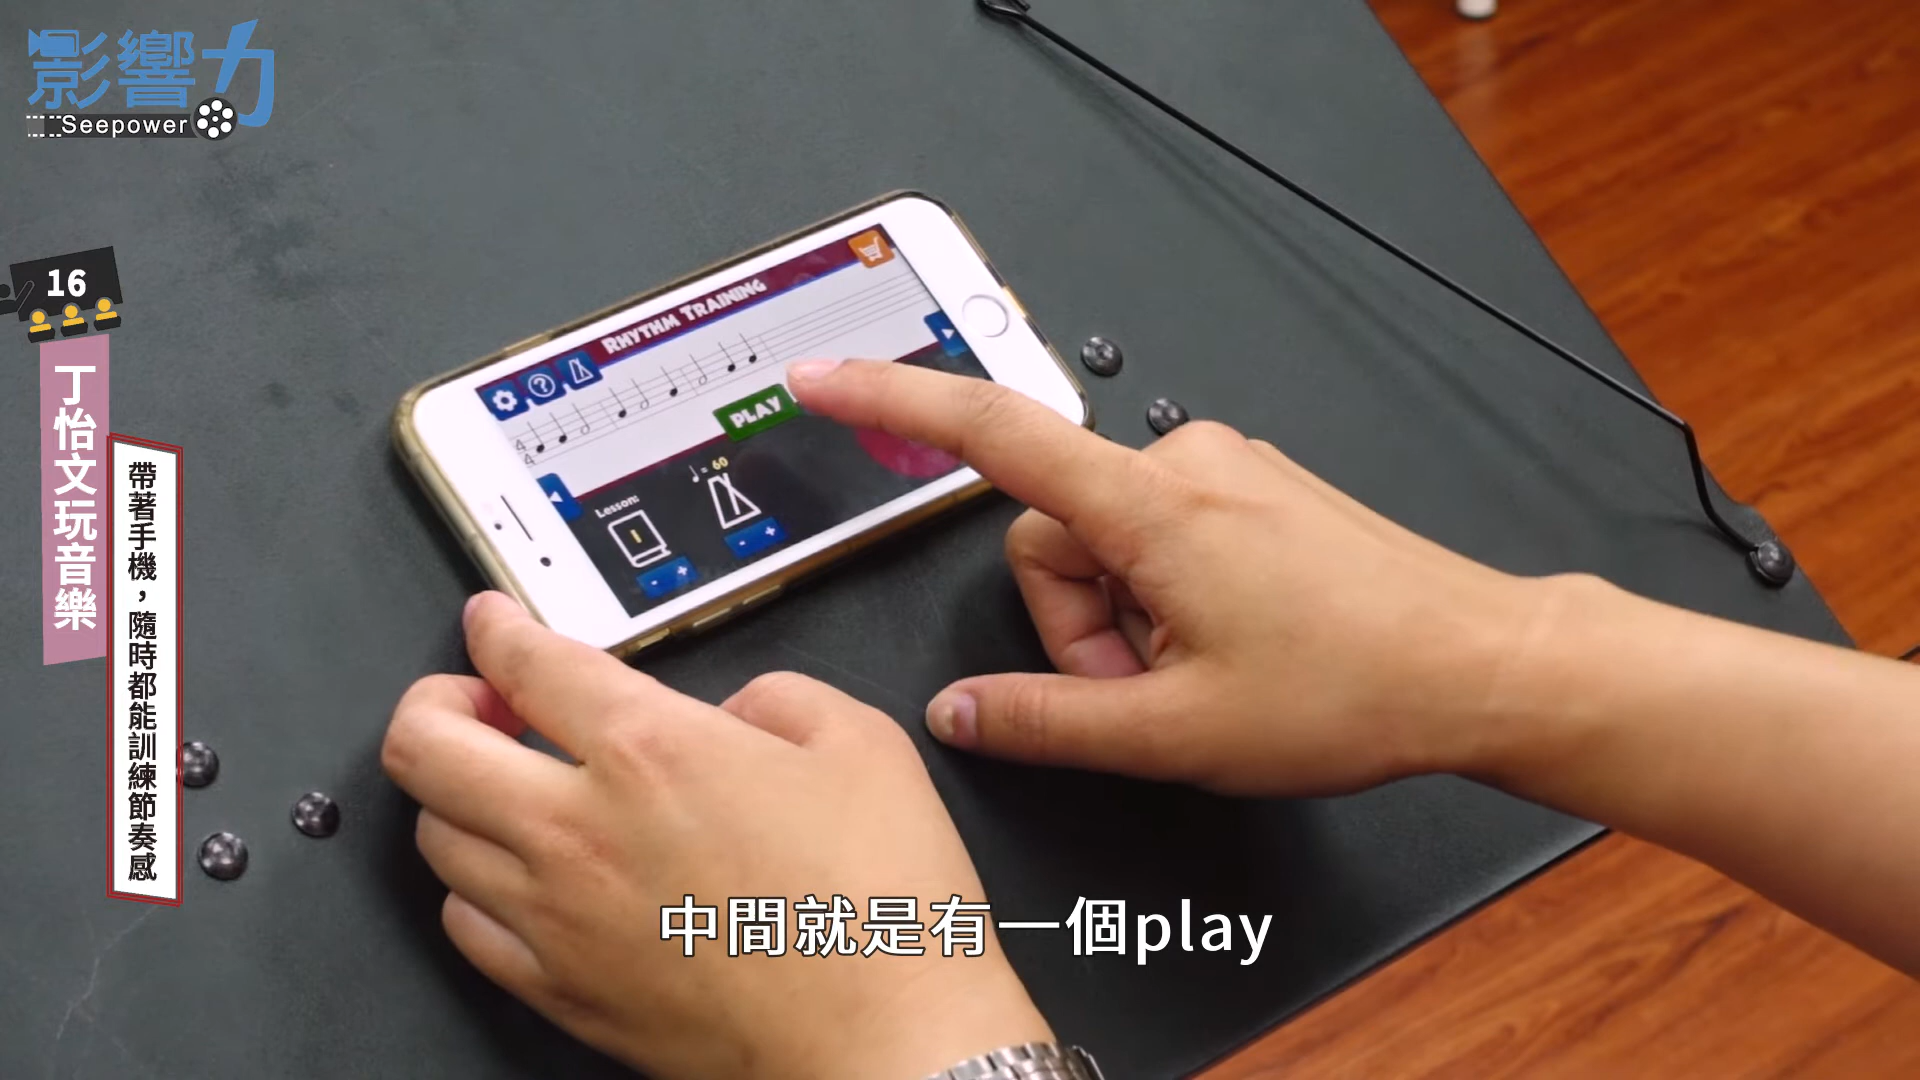 影響力
Seepower
16
丁怡文玩音樂
帶著手機，隨時都能訓練節奏感
RHYTHM TRAINING
4
4
PLAY
♩= 60
Lesson:
1
- +
- +
中間就是有一個play